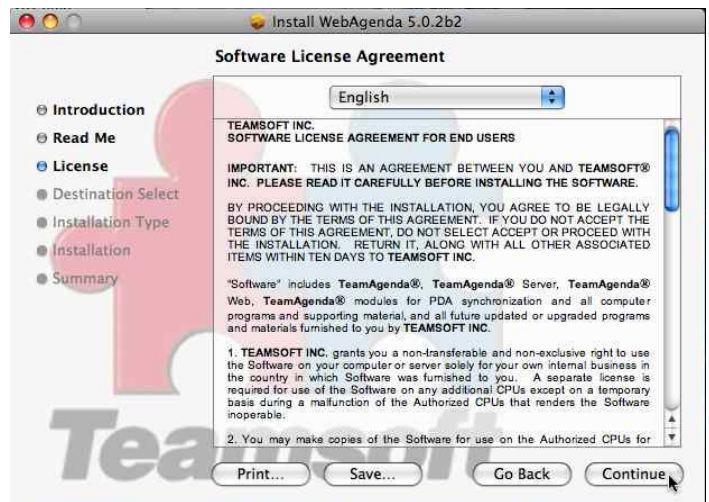 Install WebAgenda 5.0.2b2
Software License Agreement
Introduction
Read Me
License
Destination Select
Installation Type
Installation
Summary
English
TEAMSOFT INC.
SOFTWARE LICENSE AGREEMENT FOR END USERS
IMPORTANT: THIS IS AN AGREEMENT BETWEEN YOU AND TEAMSOFT®
INC. PLEASE READ IT CAREFULLY BEFORE INSTALLING THE SOFTWARE.
BY PROCEEDING WITH THE INSTALLATION, YOU AGREE TO BE LEGALLY
BOUND BY THE TERMS OF THIS AGREEMENT. IF YOU DO NOT ACCEPT THE
TERMS OF THIS AGREEMENT, DO NOT SELECT ACCEPT OR PROCEED WITH
THE INSTALLATION. RETURN IT, ALONG WITH ALL OTHER ASSOCIATED
ITEMS WITHIN TEN DAYS TO TEAMSOFT INC.
"Software" includes TeamAgenda®, TeamAgenda® Server, TeamAgenda®
Web, TeamAgenda® modules for PDA synchronization and all computer
programs and supporting material, and all future updated or upgraded programs
and materials furnished to you by TEAMSOFT INC.
1. TEAMSOFT INC. grants you a non-transferable and non-exclusive right to use
the Software on your computer or server solely for your own internal business in
the country in which Software was furnished to you. A separate license is
required for use of the Software on any additional CPUs except on a temporary
basis during a malfunction of the Authorized CPUs that renders the Software
inoperable.
2. You may make copies of the Software for use on the Authorized CPUs for
Teamsoft
Print...
Save...
Go Back
Continue